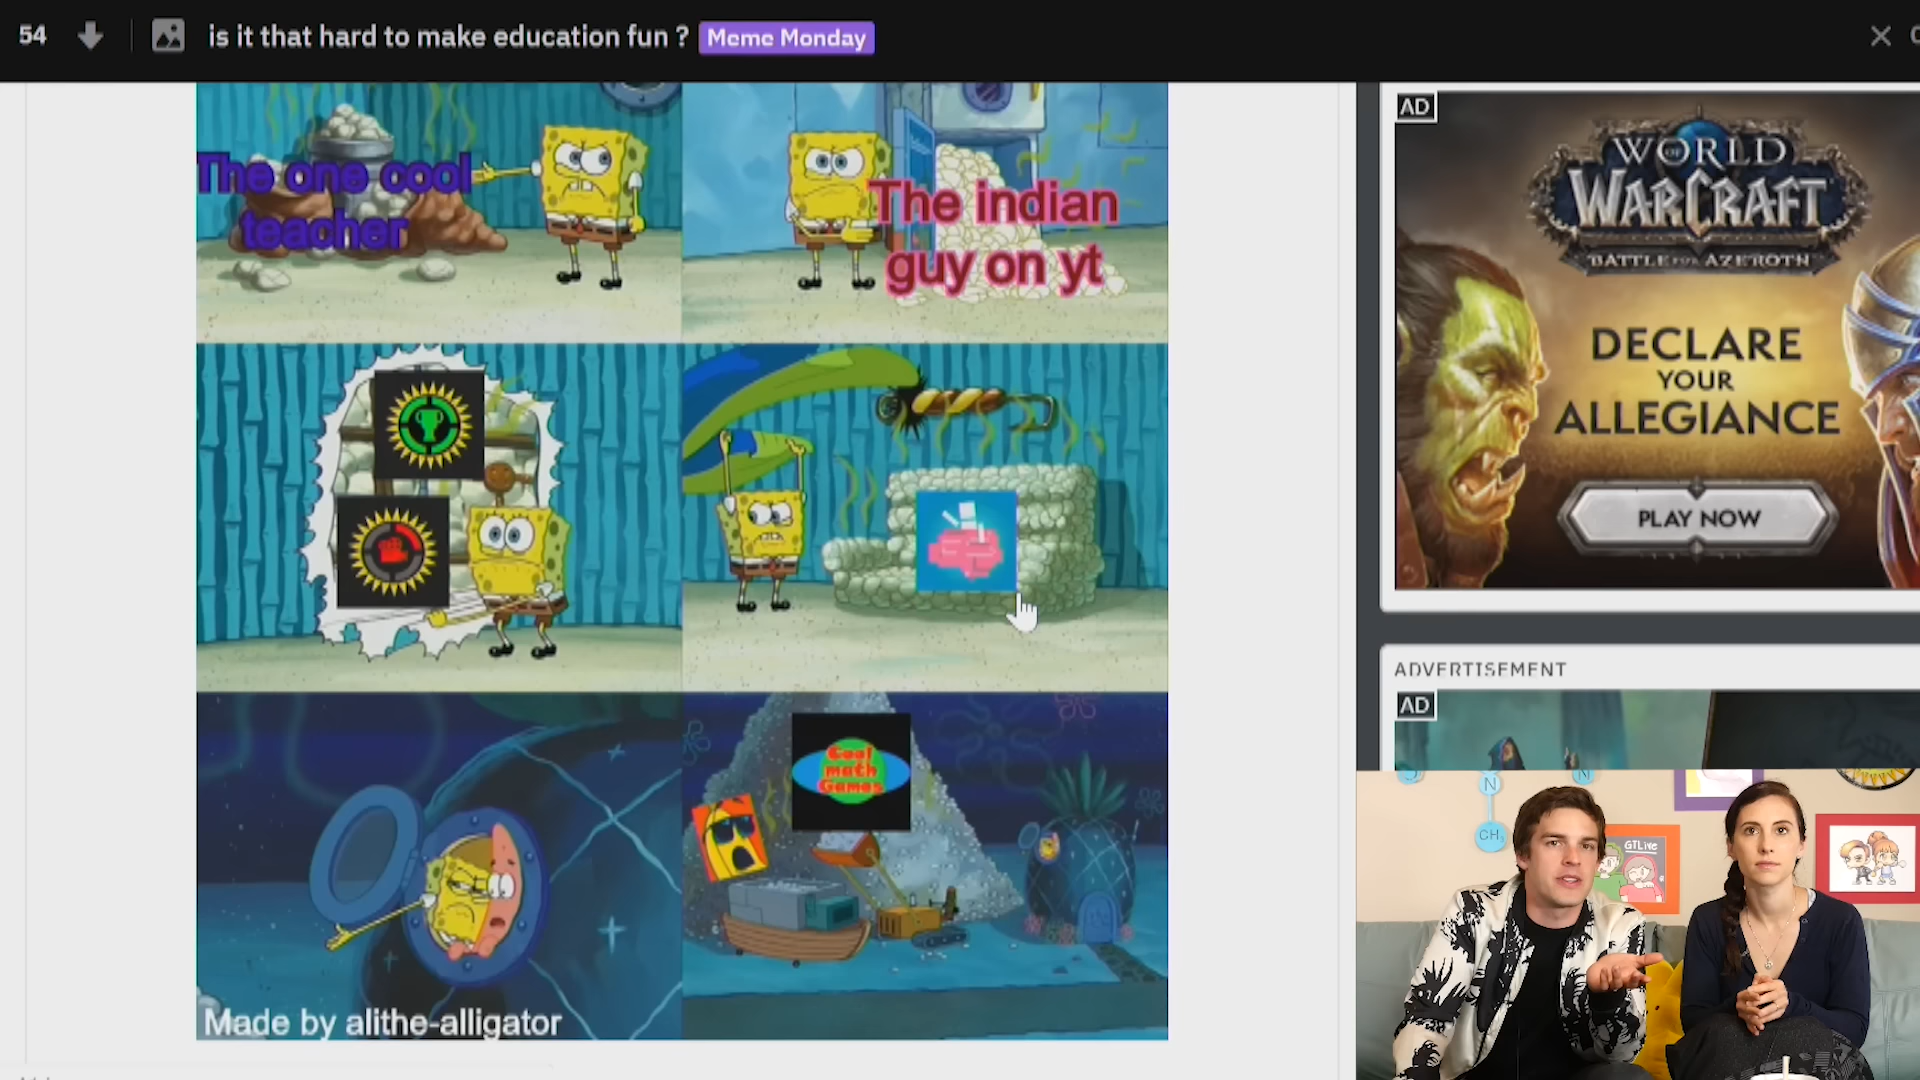 54
is it that hard to make education fun ?
Meme Monday
The one cool
teacher
The indian
guy on yt
Cool
math
Games
Made by alithe-alligator
AD
WORLD
OF
WARCRAFT
BATTLE FOR AZEROTH
DECLARE
YOUR
ALLEGIANCE
PLAY NOW
ADVERTISEMENT
AD
N
N
CH3
GTLive